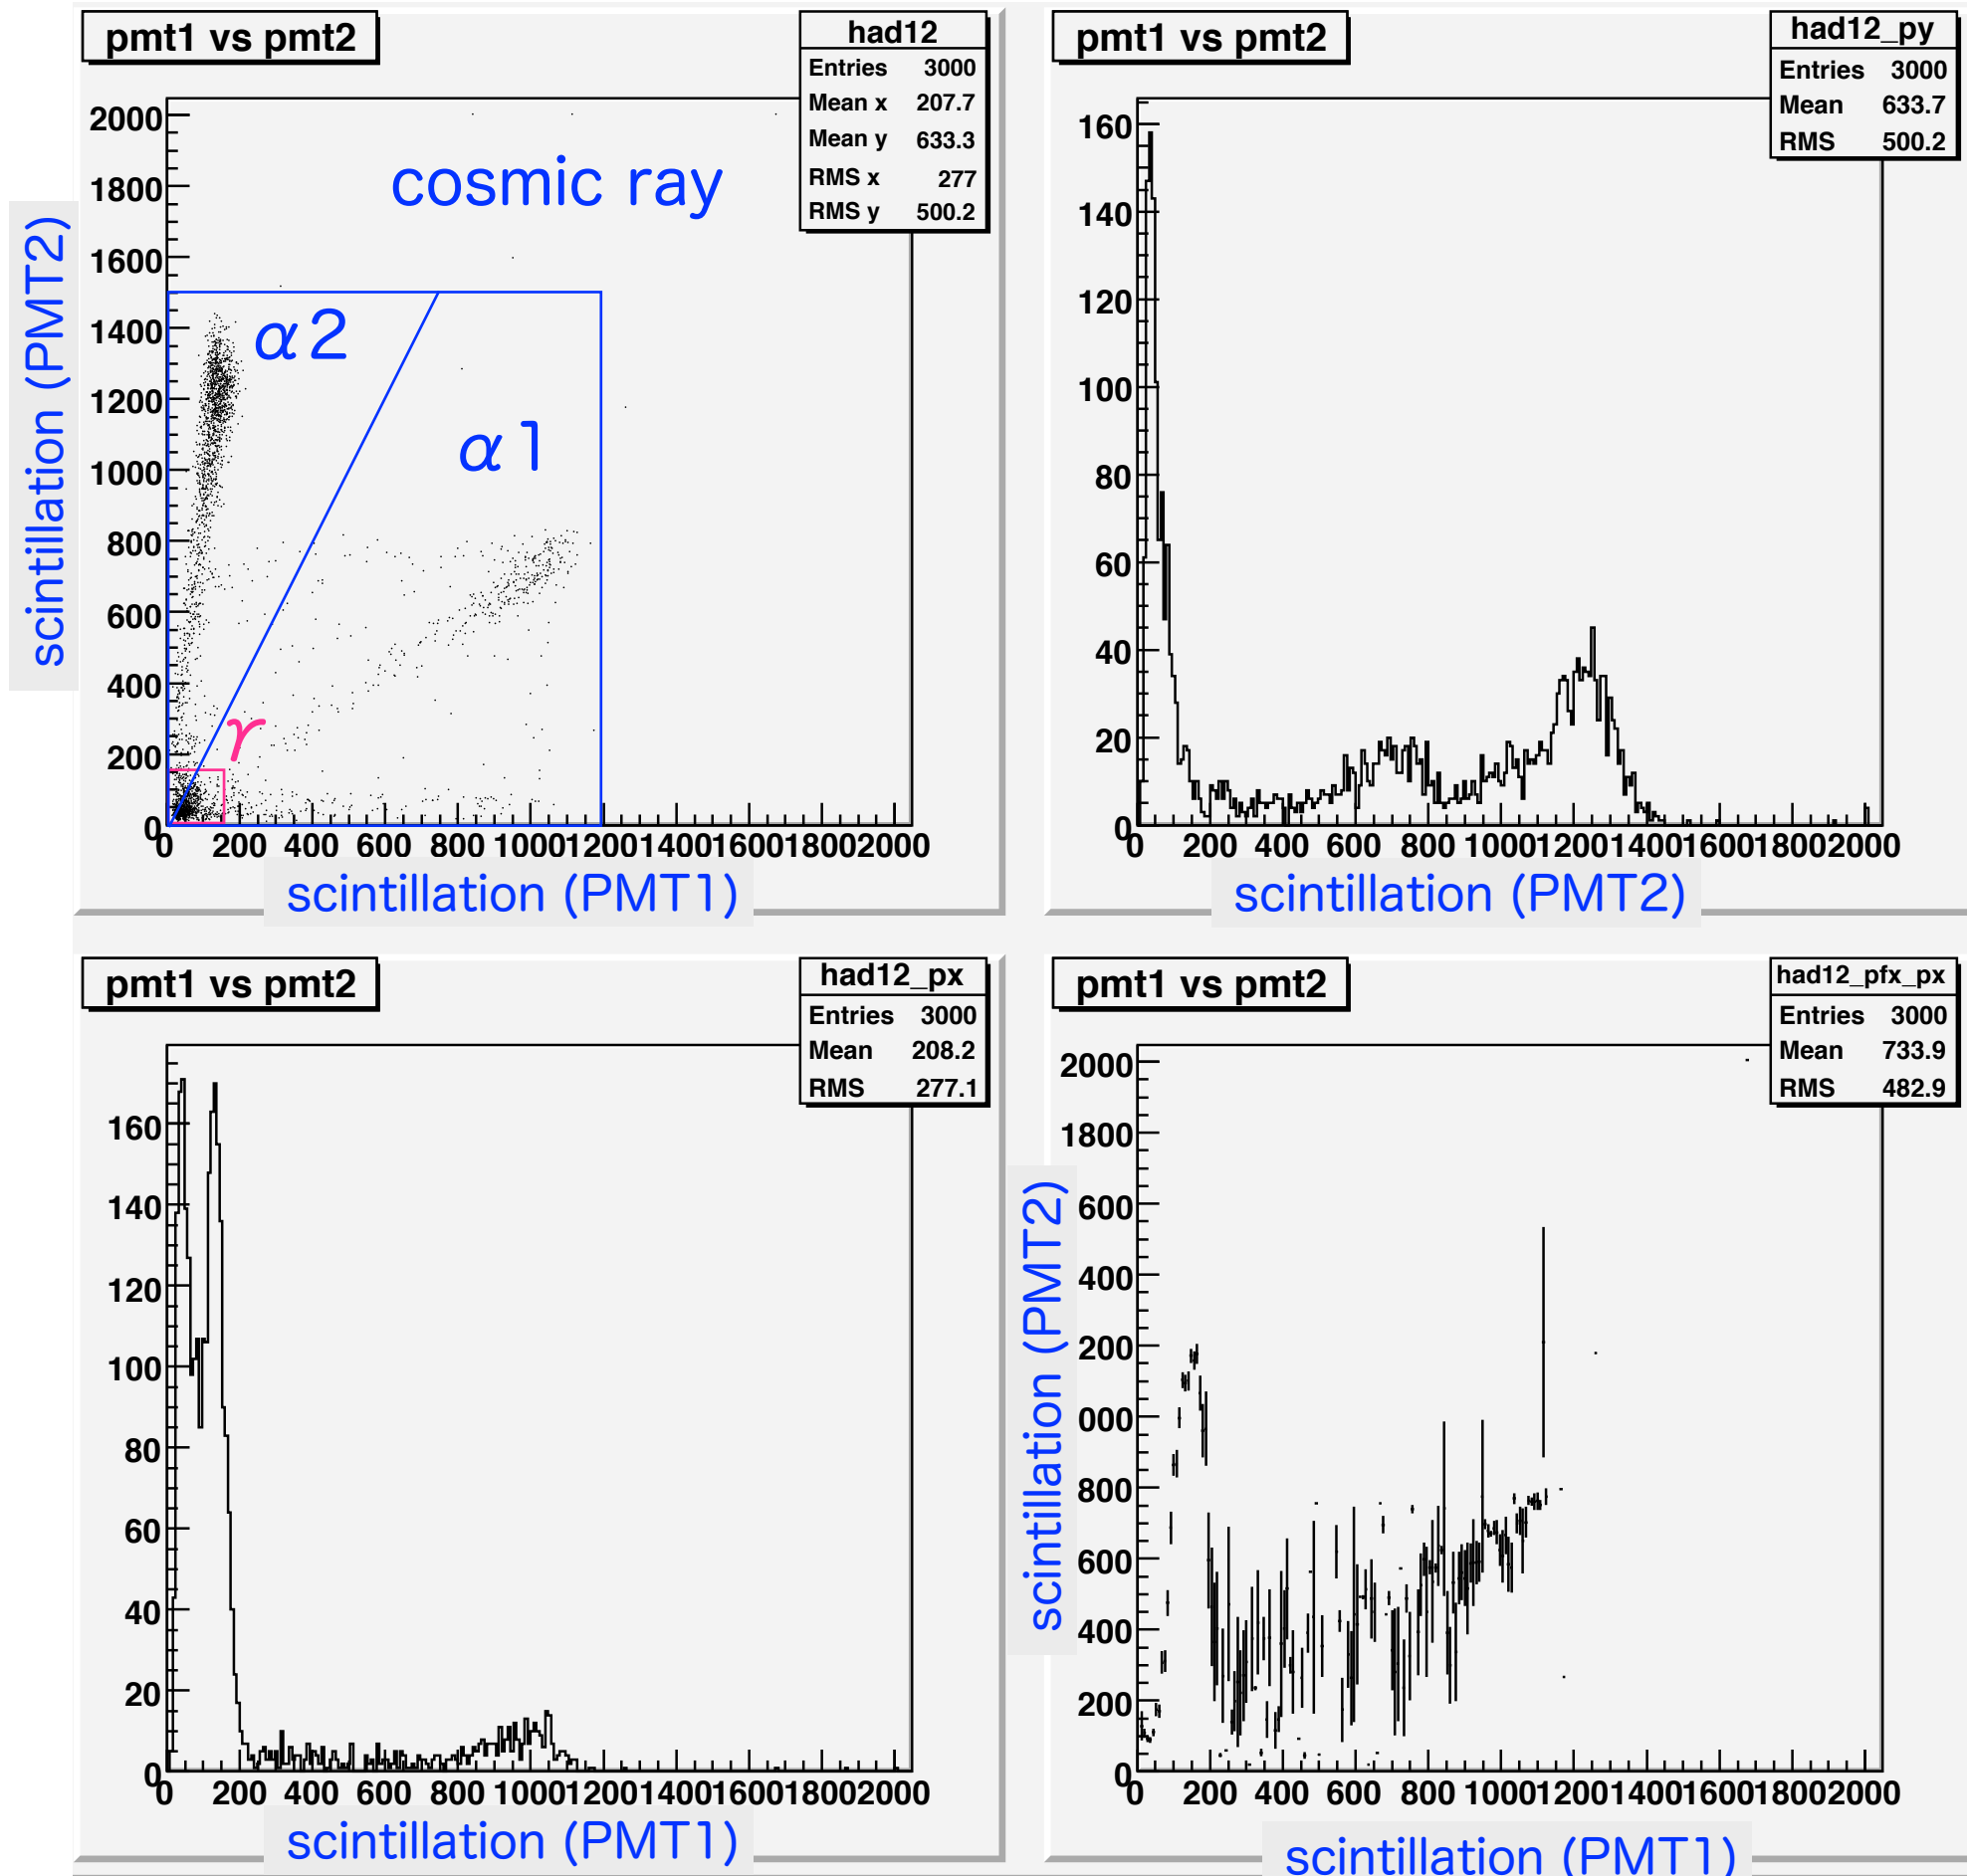 pmt1 vs pmt2
had12
Entries 3000
Mean x 207.7
Mean y 633.3
RMS x 277
RMS y 500.2
cosmic ray
α2
α1
γ
scintillation (PMT2)
2000
1800
1600
1400
1200
1000
800
600
400
200
0
0 200 400 600 800 1000 1200 1400 1600 1800 2000
scintillation (PMT1)
pmt1 vs pmt2
had12_py
Entries 3000
Mean 633.7
RMS 500.2
160
140
120
100
80
60
40
20
0
0 200 400 600 800 1000 1200 1400 1600 1800 2000
scintillation (PMT2)
pmt1 vs pmt2
had12_px
Entries 3000
Mean 208.2
RMS 277.1
160
140
120
100
80
60
40
20
0
0 200 400 600 800 1000 1200 1400 1600 1800 2000
scintillation (PMT1)
pmt1 vs pmt2
had12_pfx_px
Entries 3000
Mean 733.9
RMS 482.9
scintillation (PMT2)
2000
1800
600
400
200
000
800
600
400
200
0
0 200 400 600 800 1000 1200 1400 1600 1800 2000
scintillation (PMT1)